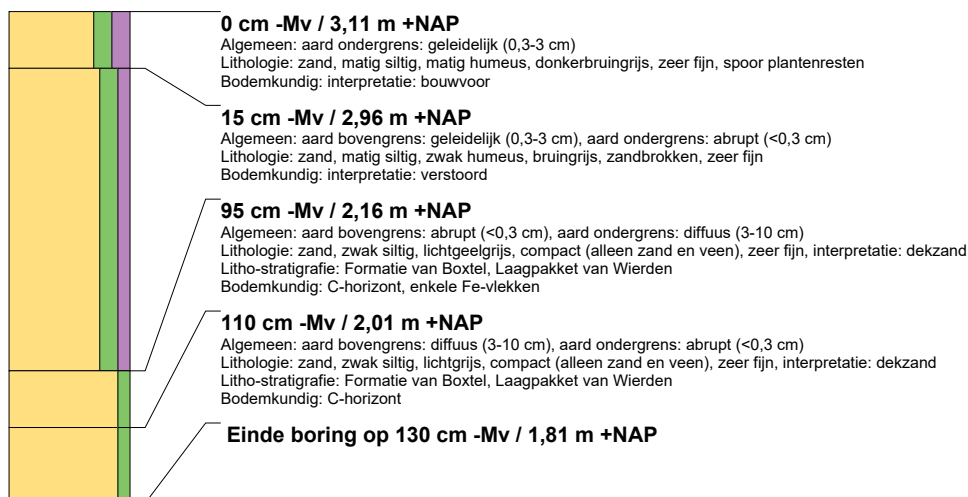 0 cm -Mv / 3,11 m +NAP
Algemeen: aard ondergrens: geleidelijk (0,3-3 cm)
Lithologie: zand, matig siltig, matig humeus, donkerbruingrijs, zeer fijn, spoor plantenresten
Bodemkundig: interpretatie: bouwvoor
15 cm -Mv / 2,96 m +NAP
Algemeen: aard bovengrens: geleidelijk (0,3-3 cm), aard ondergrens: abrupt (<0,3 cm)
Lithologie: zand, matig siltig, zwak humeus, bruingrijs, zandbrokken, zeer fijn
Bodemkundig: interpretatie: verstoord
95 cm -Mv / 2,16 m +NAP
Algemeen: aard bovengrens: abrupt (<0,3 cm), aard ondergrens: diffuus (3-10 cm)
Lithologie: zand, zwak siltig, lichtgeelgrijs, compact (alleen zand en veen), zeer fijn, interpretatie: dekzand
Litho-stratigrafie: Formatie van Boxtel, Laagpakket van Wierden
Bodemkundig: C-horizont, enkele Fe-vlekken
110 cm -Mv / 2,01 m +NAP
Algemeen: aard bovengrens: diffuus (3-10 cm), aard ondergrens: abrupt (<0,3 cm)
Lithologie: zand, zwak siltig, lichtgrijs, compact (alleen zand en veen), zeer fijn, interpretatie: dekzand
Litho-stratigrafie: Formatie van Boxtel, Laagpakket van Wierden
Bodemkundig: C-horizont
Einde boring op 130 cm -Mv / 1,81 m +NAP